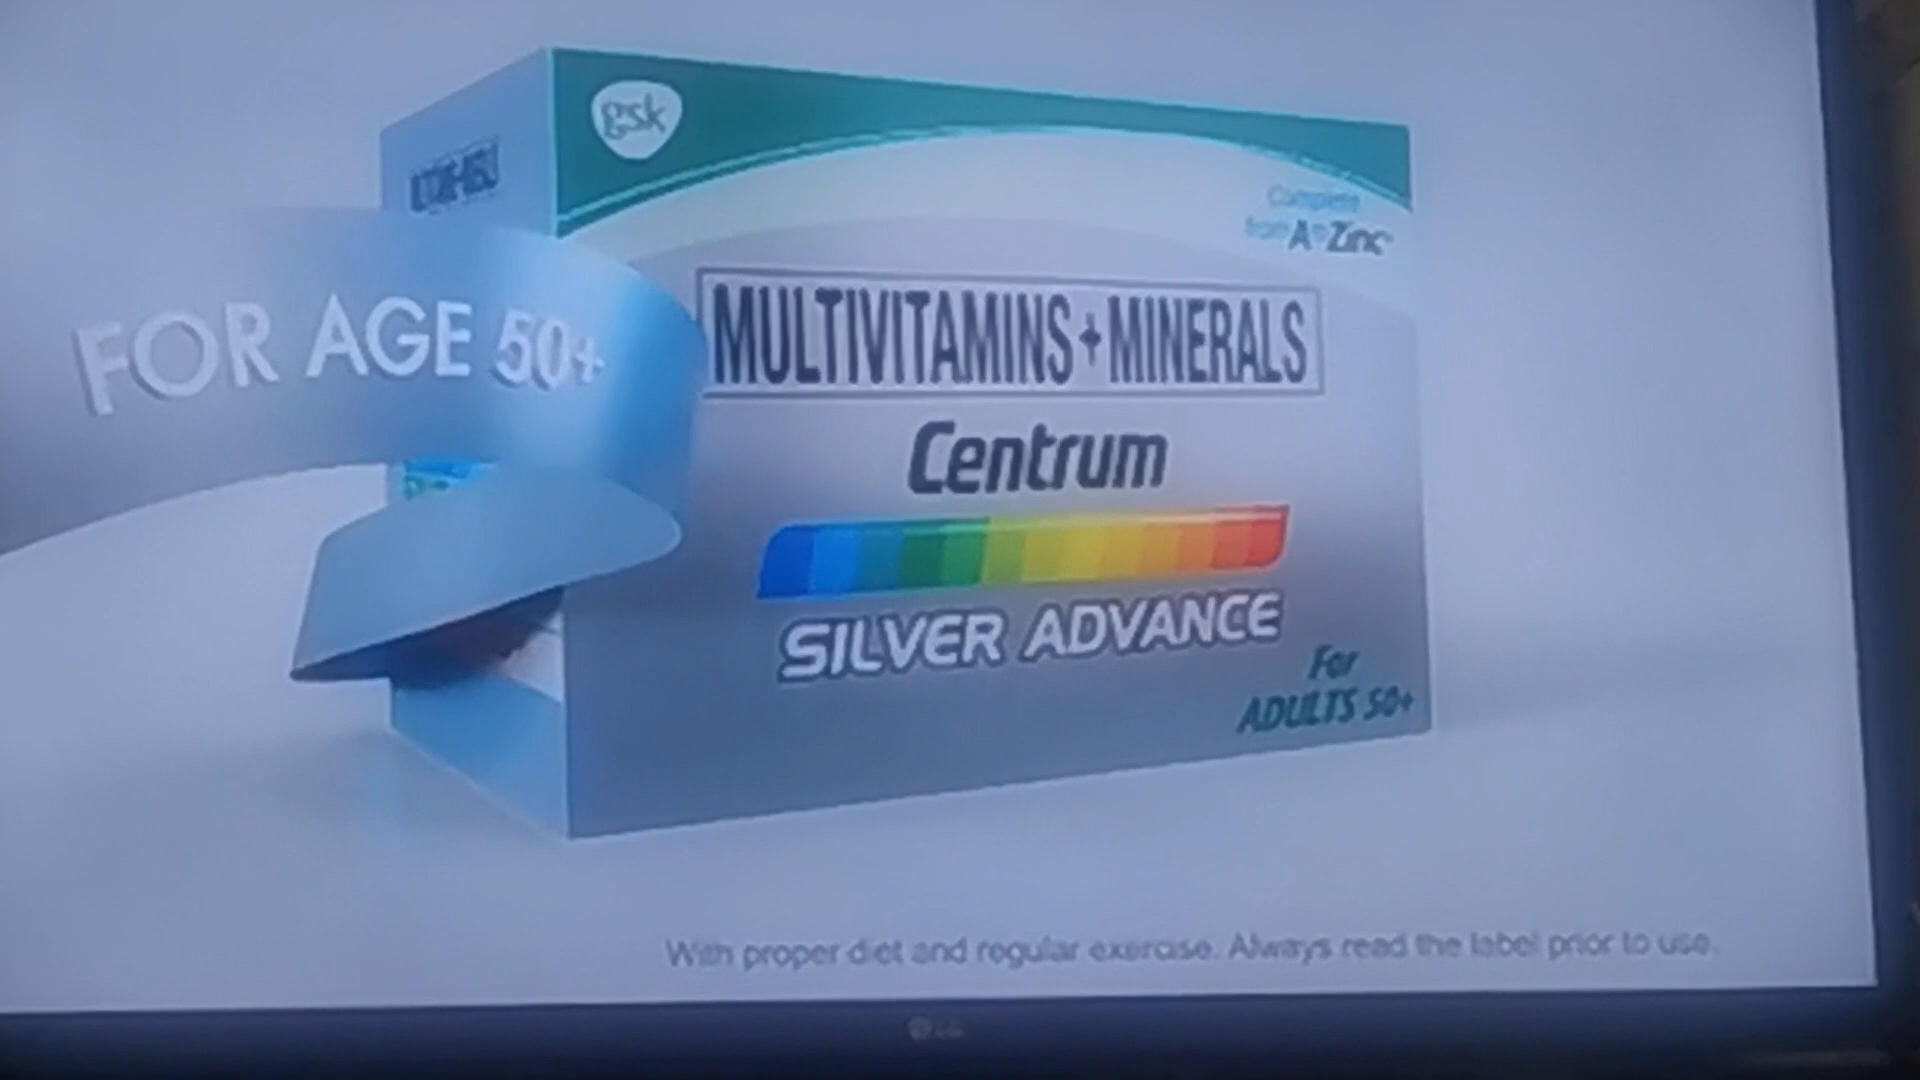 gsk
Complete
from A to Zinc
FOR AGE 50+
MULTIVITAMINS + MINERALS
Centrum
SILVER ADVANCE
For
ADULTS 50+
With proper diet and regular exercise. Always read the label prior to use.
LG